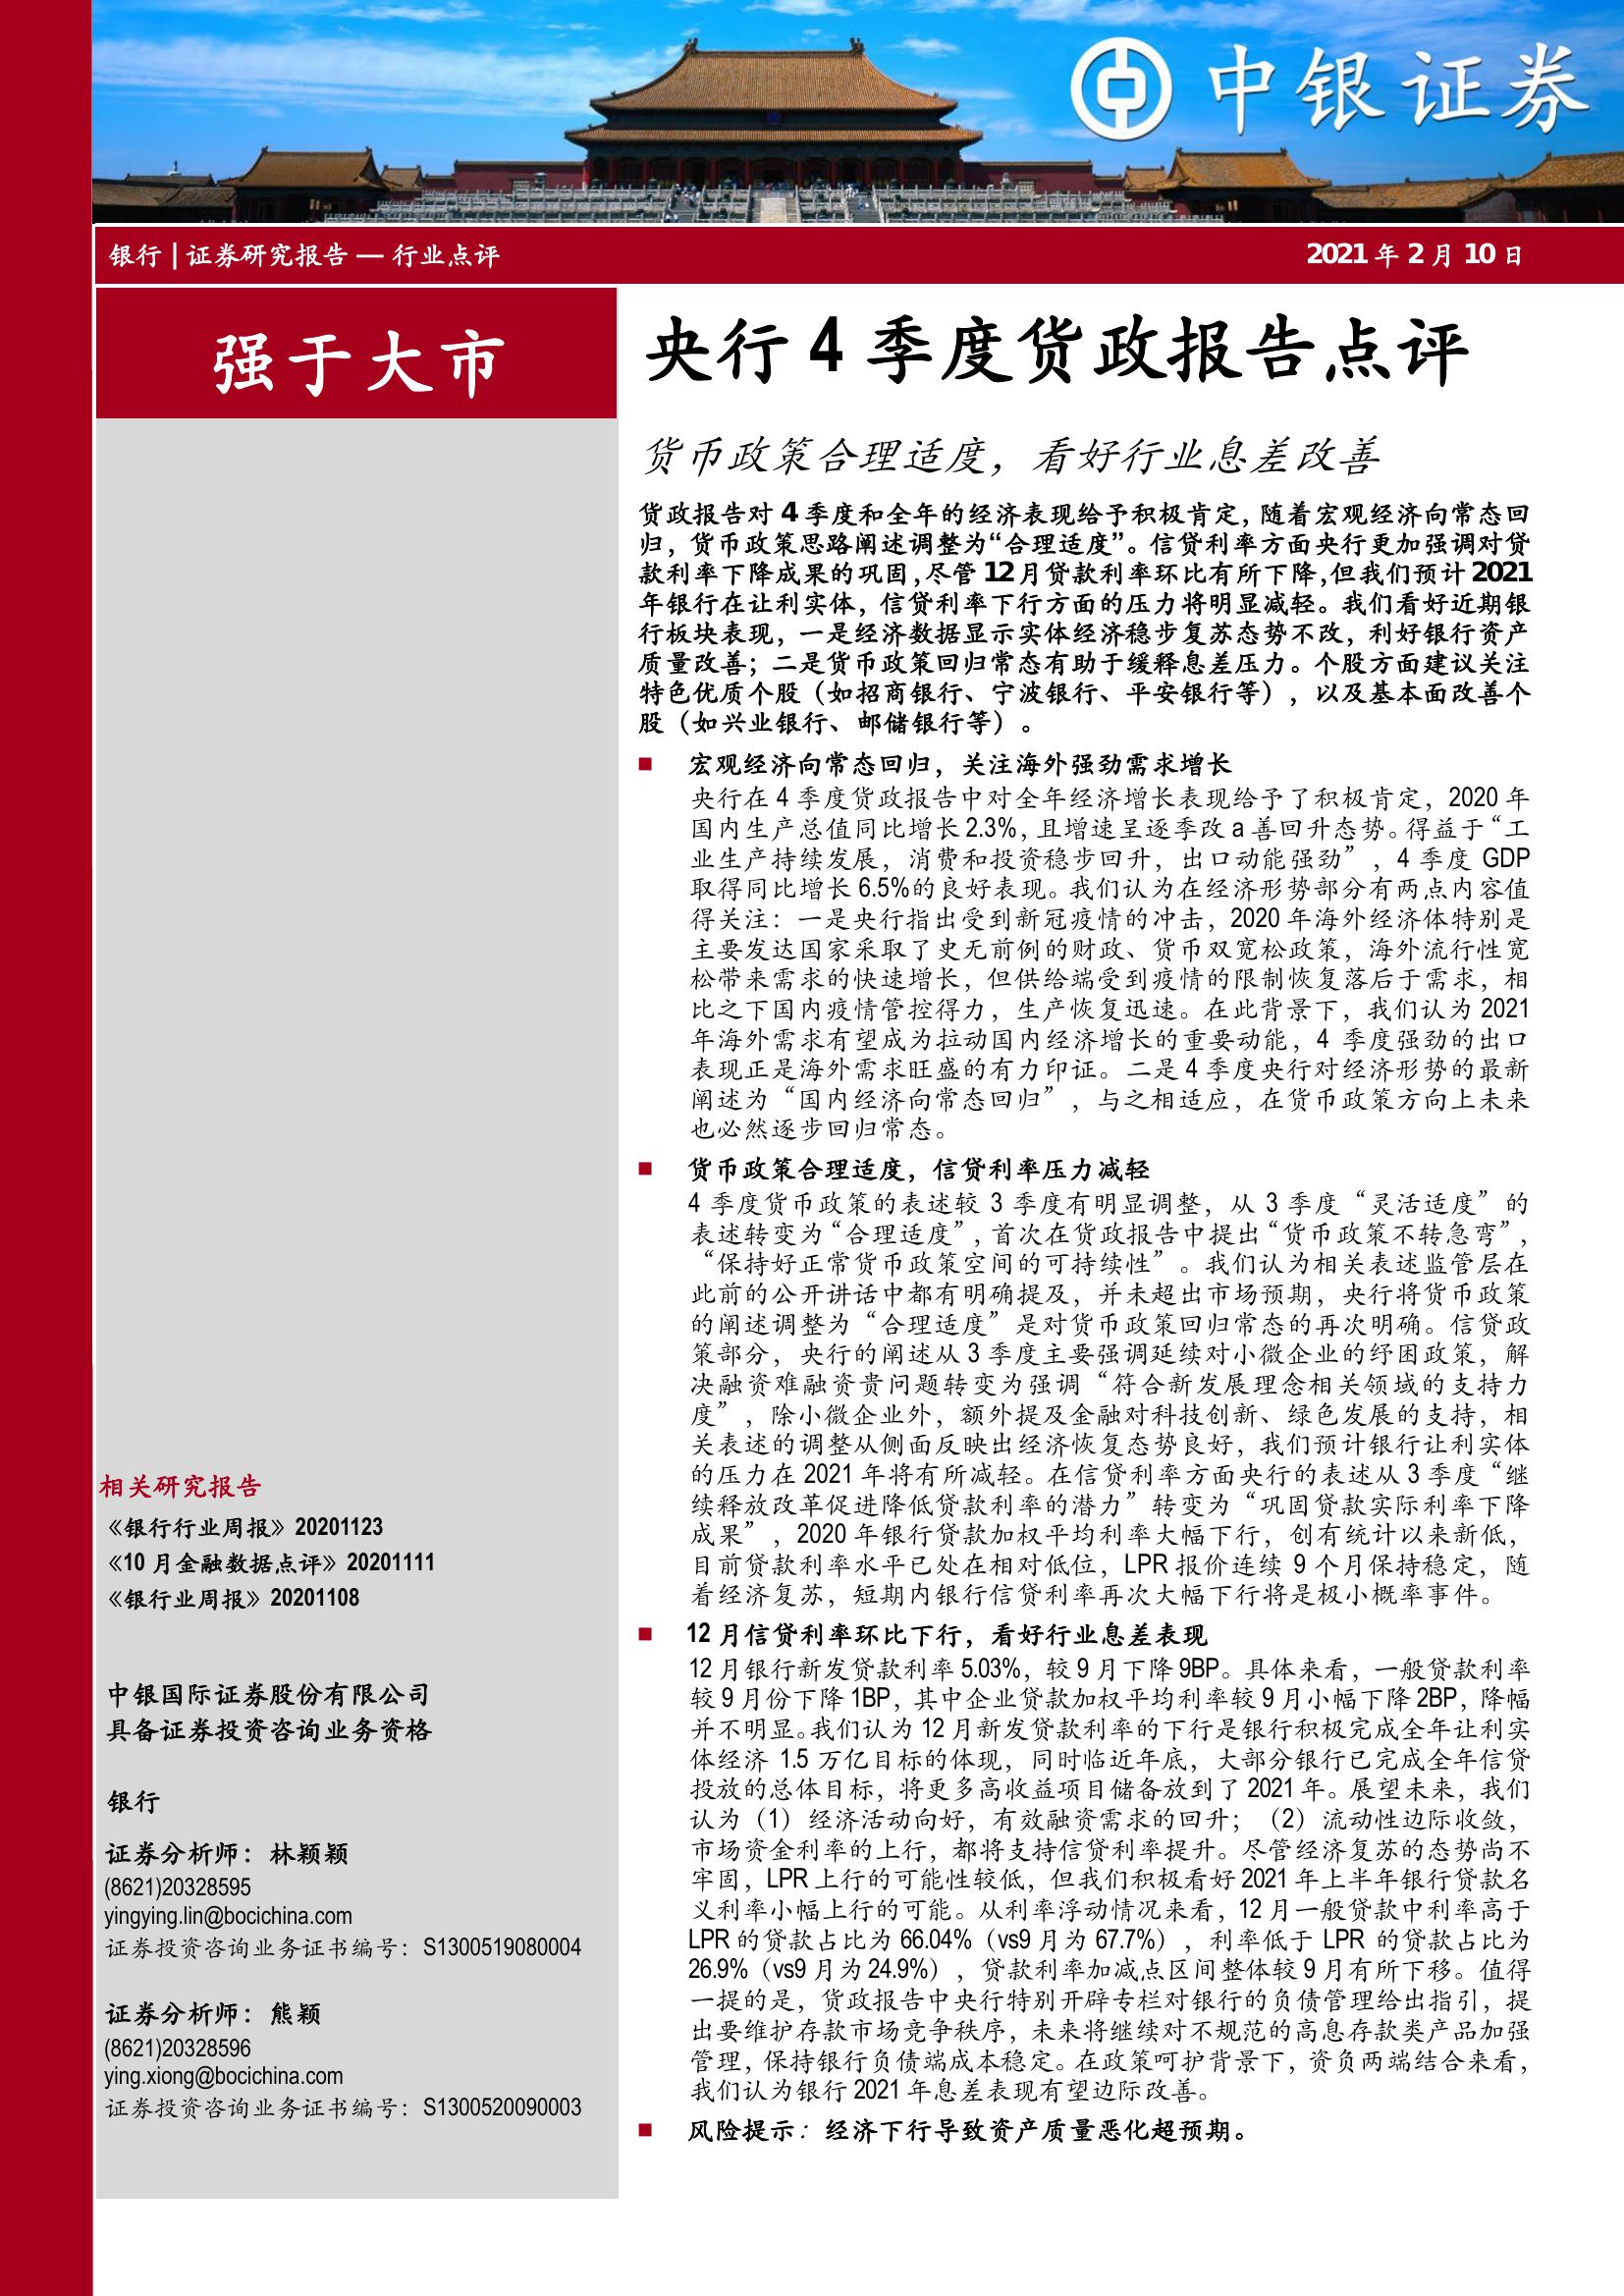 中银证券
银行 | 证券研究报告 — 行业点评
2021 年 2 月 10 日
强于大市
央行 4 季度货政报告点评
货币政策合理适度，看好行业息差改善
货政报告对 4 季度和全年的经济表现给予积极肯定，随着宏观经济向常态回
归，货币政策思路阐述调整为“合理适度”。信贷利率方面央行更加强调对贷
款利率下降成果的巩固，尽管 12 月贷款利率环比有所下降，但我们预计 2021
年银行在让利实体，信贷利率下行方面的压力将明显减轻。我们看好近期银
行板块表现，一是经济数据显示实体经济稳步复苏态势不改，利好银行资产
质量改善；二是货币政策回归常态有助于缓释息差压力。个股方面建议关注
特色优质个股（如招商银行、宁波银行、平安银行等），以及基本面改善个
股（如兴业银行、邮储银行等）。
■ 宏观经济向常态回归，关注海外强劲需求增长
央行在 4 季度货政报告中对全年经济增长表现给予了积极肯定，2020 年
国内生产总值同比增长 2.3%，且增速呈逐季改 a 善回升态势。得益于“工
业生产持续发展，消费和投资稳步回升，出口动能强劲”，4 季度 GDP
取得同比增长 6.5%的良好表现。我们认为在经济形势部分有两点内容值
得关注：一是央行指出受到新冠疫情的冲击，2020 年海外经济体特别是
主要发达国家采取了史无前例的财政、货币双宽松政策，海外流行性宽
松带来需求的快速增长，但供给端受到疫情的限制恢复落后于需求，相
比之下国内疫情管控得力，生产恢复迅速。在此背景下，我们认为 2021
年海外需求有望成为拉动国内经济增长的重要动能，4 季度强劲的出口
表现正是海外需求旺盛的有力印证。二是 4 季度央行对经济形势的最新
阐述为“国内经济向常态回归”，与之相适应，在货币政策方向上未来
也必然逐步回归常态。
■ 货币政策合理适度，信贷利率压力减轻
4 季度货币政策的表述较 3 季度有明显调整，从 3 季度“灵活适度”的
表述转变为“合理适度”，首次在货政报告中提出“货币政策不转急弯”，
“保持好正常货币政策空间的可持续性”。我们认为相关表述监管层在
此前的公开讲话中都有明确提及，并未超出市场预期，央行将货币政策
的阐述调整为“合理适度”是对货币政策回归常态的再次明确。信贷政
策部分，央行的阐述从 3 季度主要强调延续对小微企业的纾困政策，解
决融资难融资贵问题转变为强调“符合新发展理念相关领域的支持力
度”，除小微企业外，额外提及金融对科技创新、绿色发展的支持，相
关表述的调整从侧面反映出经济恢复态势良好，我们预计银行让利实体
的压力在 2021 年将有所减轻。在信贷利率方面央行的表述从 3 季度“继
续释放改革促进降低贷款利率的潜力”转变为“巩固贷款实际利率下降
成果”，2020 年银行贷款加权平均利率大幅下行，创有统计以来新低，
目前贷款利率水平已处在相对低位，LPR 报价连续 9 个月保持稳定，随
着经济复苏，短期内银行信贷利率再次大幅下行将是极小概率事件。
■ 12 月信贷利率环比下行，看好行业息差表现
12 月银行新发贷款利率 5.03%，较 9 月下降 9BP。具体来看，一般贷款利率
较 9 月份下降 1BP，其中企业贷款加权平均利率较 9 月小幅下降 2BP，降幅
并不明显。我们认为 12 月新发贷款利率的下行是银行积极完成全年让利实
体经济 1.5 万亿目标的体现，同时临近年底，大部分银行已完成全年信贷
投放的总体目标，将更多高收益项目储备放到了 2021 年。展望未来，我们
认为（1）经济活动向好，有效融资需求的回升；（2）流动性边际收敛，
市场资金利率的上行，都将支持信贷利率提升。尽管经济复苏的态势尚不
牢固，LPR 上行的可能性较低，但我们积极看好 2021 年上半年银行贷款名
义利率小幅上行的可能。从利率浮动情况来看，12 月一般贷款中利率高于
LPR 的贷款占比为 66.04%（vs9 月为 67.7%），利率低于 LPR 的贷款占比为
26.9%（vs9 月为 24.9%），贷款利率加减点区间整体较 9 月有所下移。值得
一提的是，货政报告中央行特别开辟专栏对银行的负债管理给出指引，提
出要维护存款市场竞争秩序，未来将继续对不规范的高息存款类产品加强
管理，保持银行负债端成本稳定。在政策呵护背景下，资负两端结合来看，
我们认为银行 2021 年息差表现有望边际改善。
■ 风险提示：经济下行导致资产质量恶化超预期。
相关研究报告
《银行行业周报》20201123
《10 月金融数据点评》20201111
《银行业周报》20201108
中银国际证券股份有限公司
具备证券投资咨询业务资格
银行
证券分析师：林颖颖
(8621)20328595
yingying.lin@bocichina.com
证券投资咨询业务证书编号：S1300519080004
证券分析师：熊颖
(8621)20328596
ying.xiong@bocichina.com
证券投资咨询业务证书编号：S1300520090003